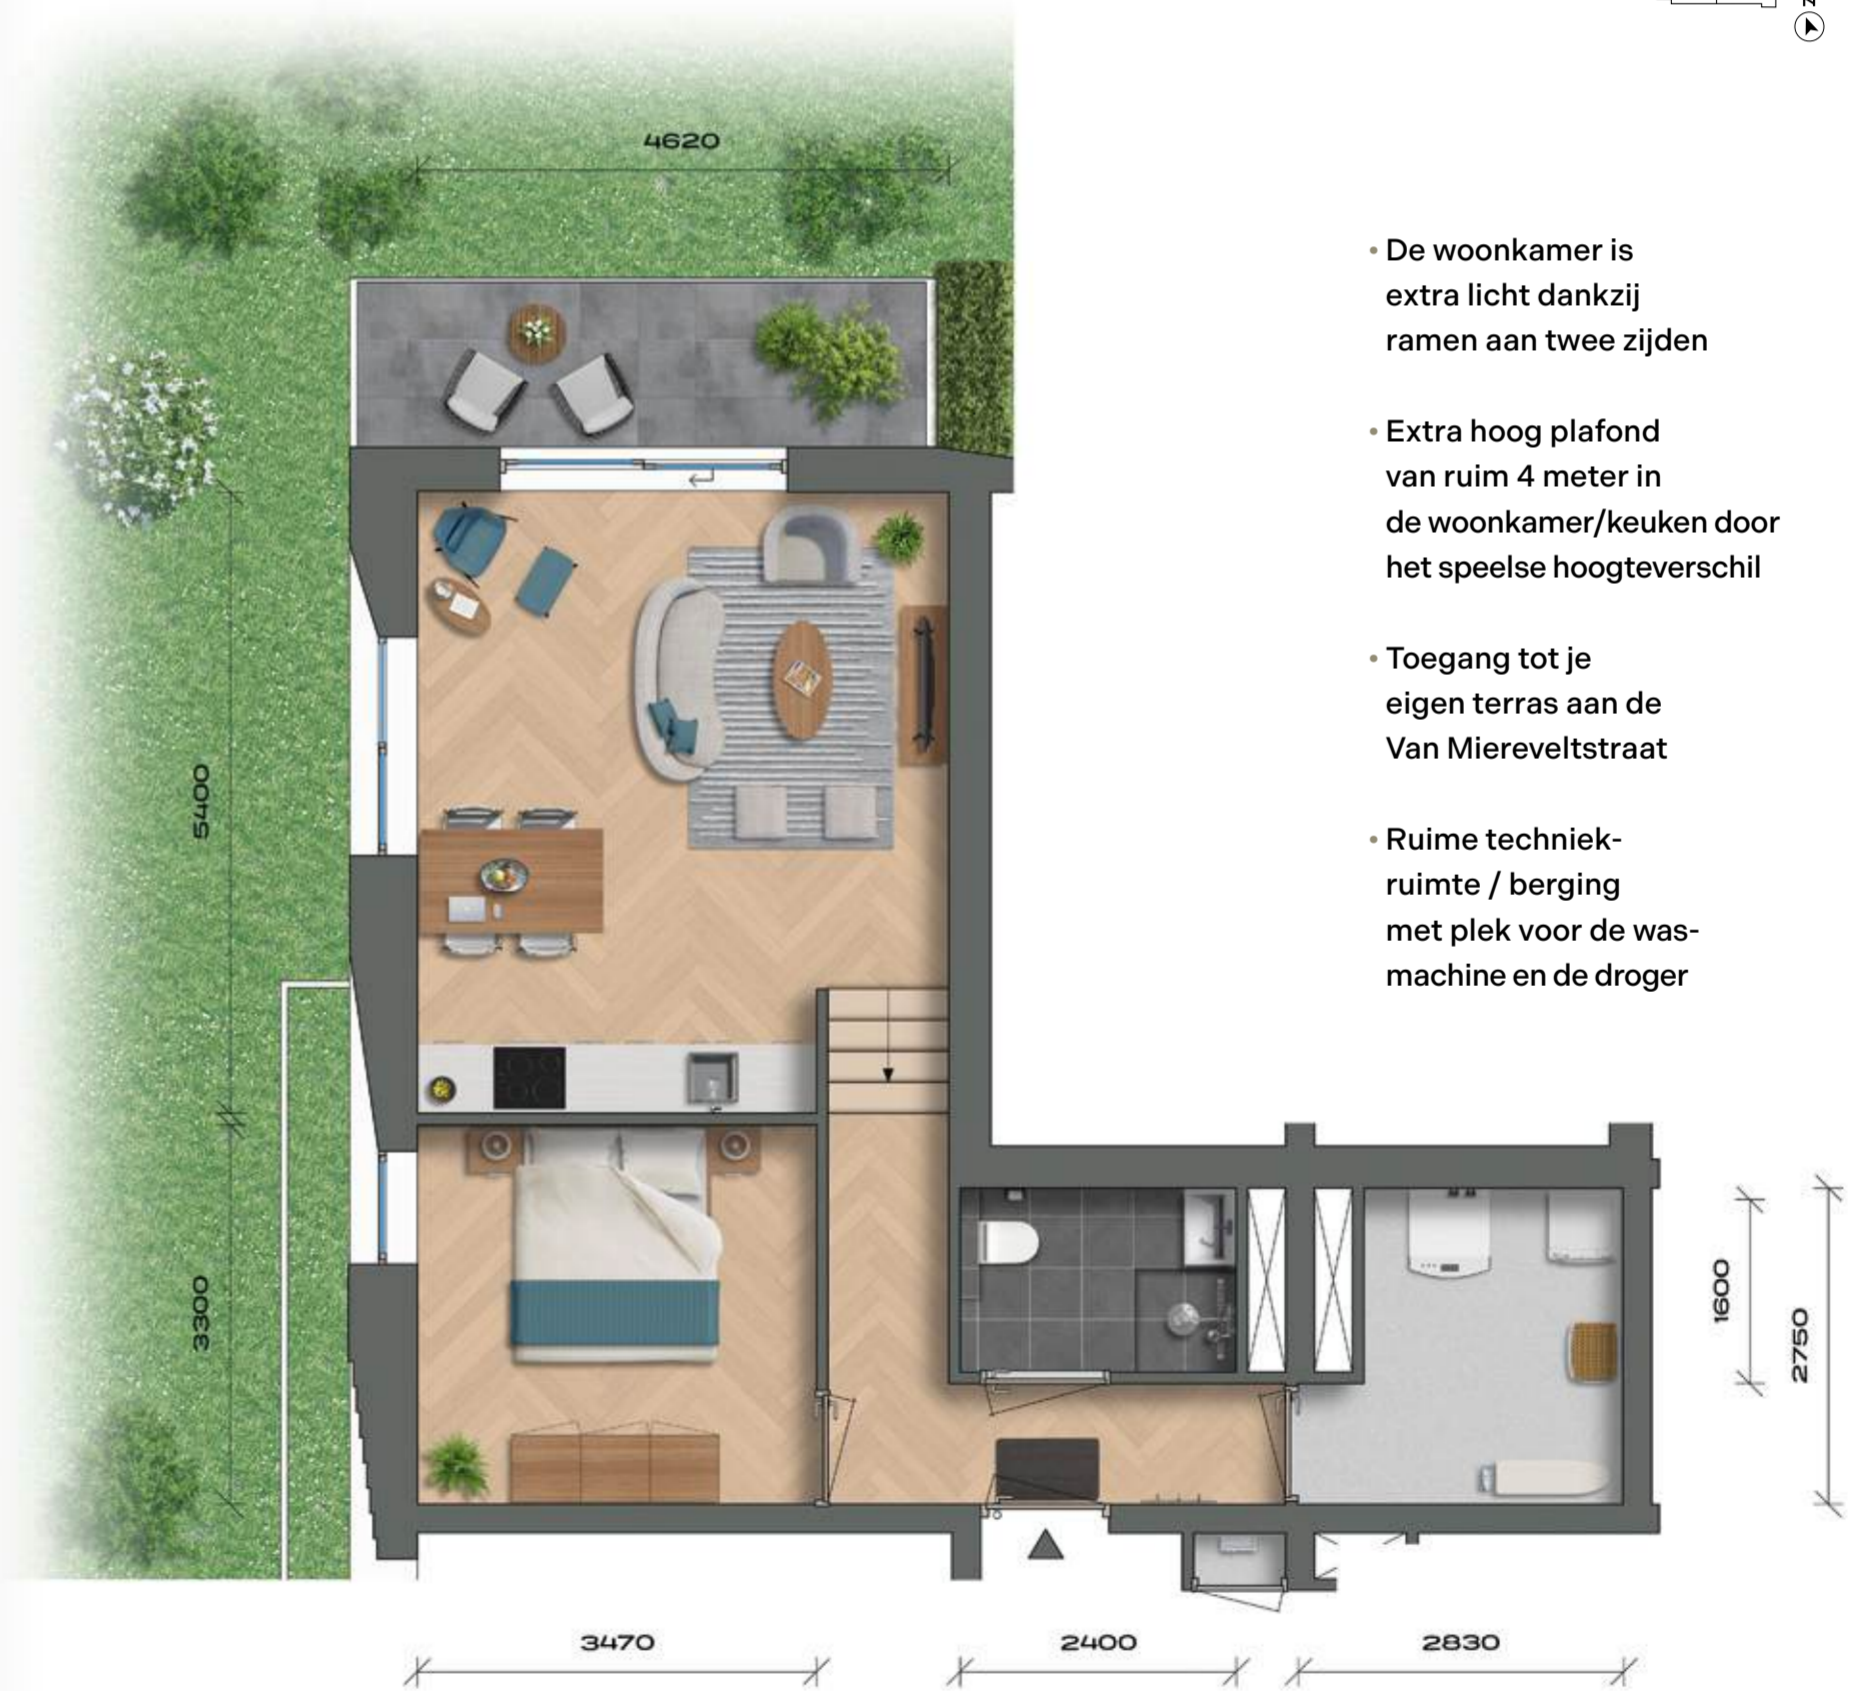 Z
4620
• De woonkamer is
extra licht dankzij
ramen aan twee zijden
• Extra hoog plafond
van ruim 4 meter in
de woonkamer/keuken door
het speelse hoogteverschil
• Toegang tot je
eigen terras aan de
Van Miereveltstraat
• Ruime techniek-
ruimte / berging
met plek voor de was-
machine en de droger
5400
3300
1600
2750
3470
2400
2830